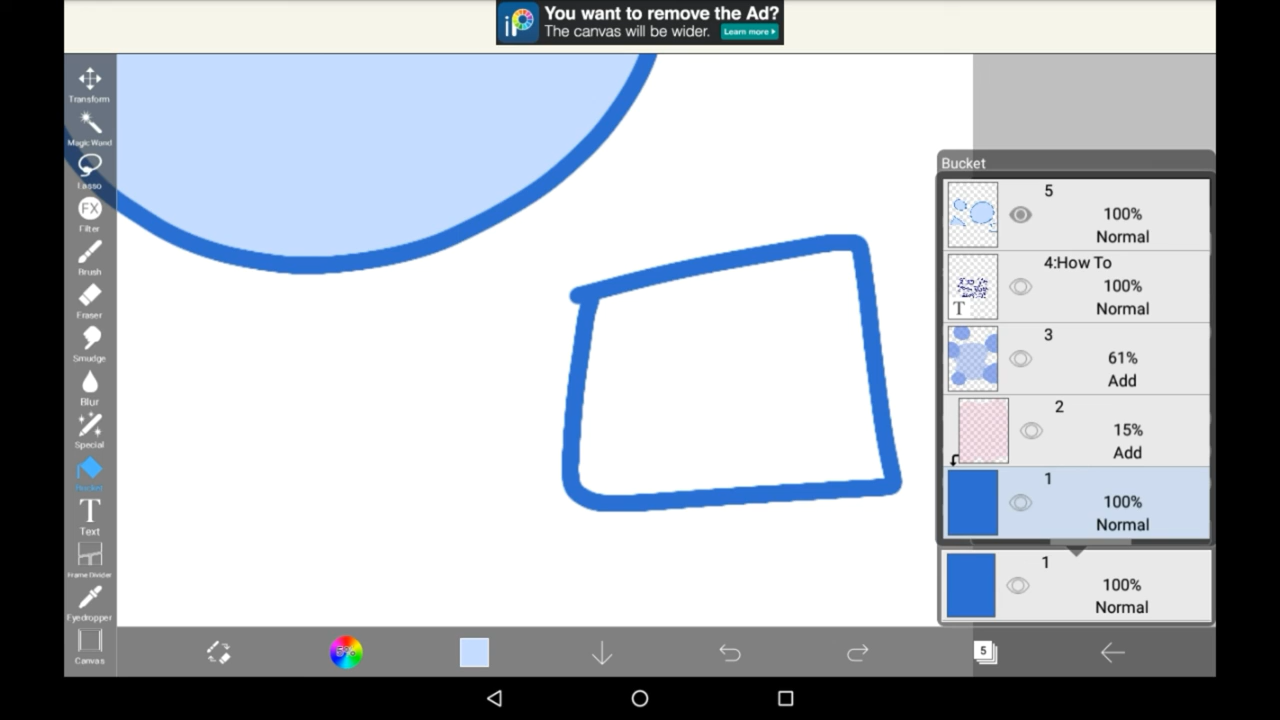 You want to remove the Ad?
The canvas will be wider.
Learn more
iP
Transform
Magic Wand
Lasso
FX
Filter
Brush
Eraser
Smudge
Blur
Special
Bucket
T
Text
Frame Divider
Eyedropper
Canvas
Bucket
5
100%
Normal
4:How To
100%
Normal
T
3
61%
Add
2
15%
Add
1
100%
Normal
1
100%
Normal
5